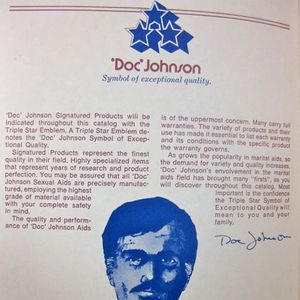 'Doc' Johnson
Symbol of exceptional quality.
'Doc' Johnson Signatured Products will be
indicated throughout this catalog with the
Triple Star Emblem. A Triple Star Emblem de-
notes the 'Doc' Johnson Symbol of Excep-
tional Quality.
Signatured Products represent the finest
quality in their field. Highly specialized items
that represent years of research and product
perfection. You may be assured that all 'Doc'
Johnson Sexual Aids are precisely manufac-
tured, employing the highest
grade of material available
with your complete safety
in mind.
The quality and perform-
ance of 'Doc' Johnson Aids
is of the uppermost concern. Many carry full
warranties. The variety of products and their
use has made it essential to list each warranty
and its conditions with the specific product
the warranty governs.
As grows the popularity in marital aids, so
the demand for variety and quality increases.
'Doc' Johnson's envolvement in the marital
aids field has brought many "firsts", as you
will discover throughout this catalog. Most
important is the confidence
the Triple Star Symbol of
Exceptional Quality will mean
to you and your
family.
Doc Johnson